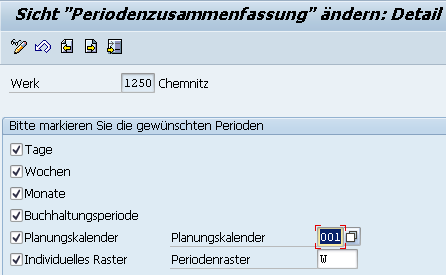 Sicht "Periodenzusammenfassung" ändern: Detail
Werk 1250 Chemnitz
Bitte markieren Sie die gewünschten Perioden
Tage
Wochen
Monate
Buchhaltungsperiode
Planungskalender Planungskalender 001
Individuelles Raster Periodenraster W